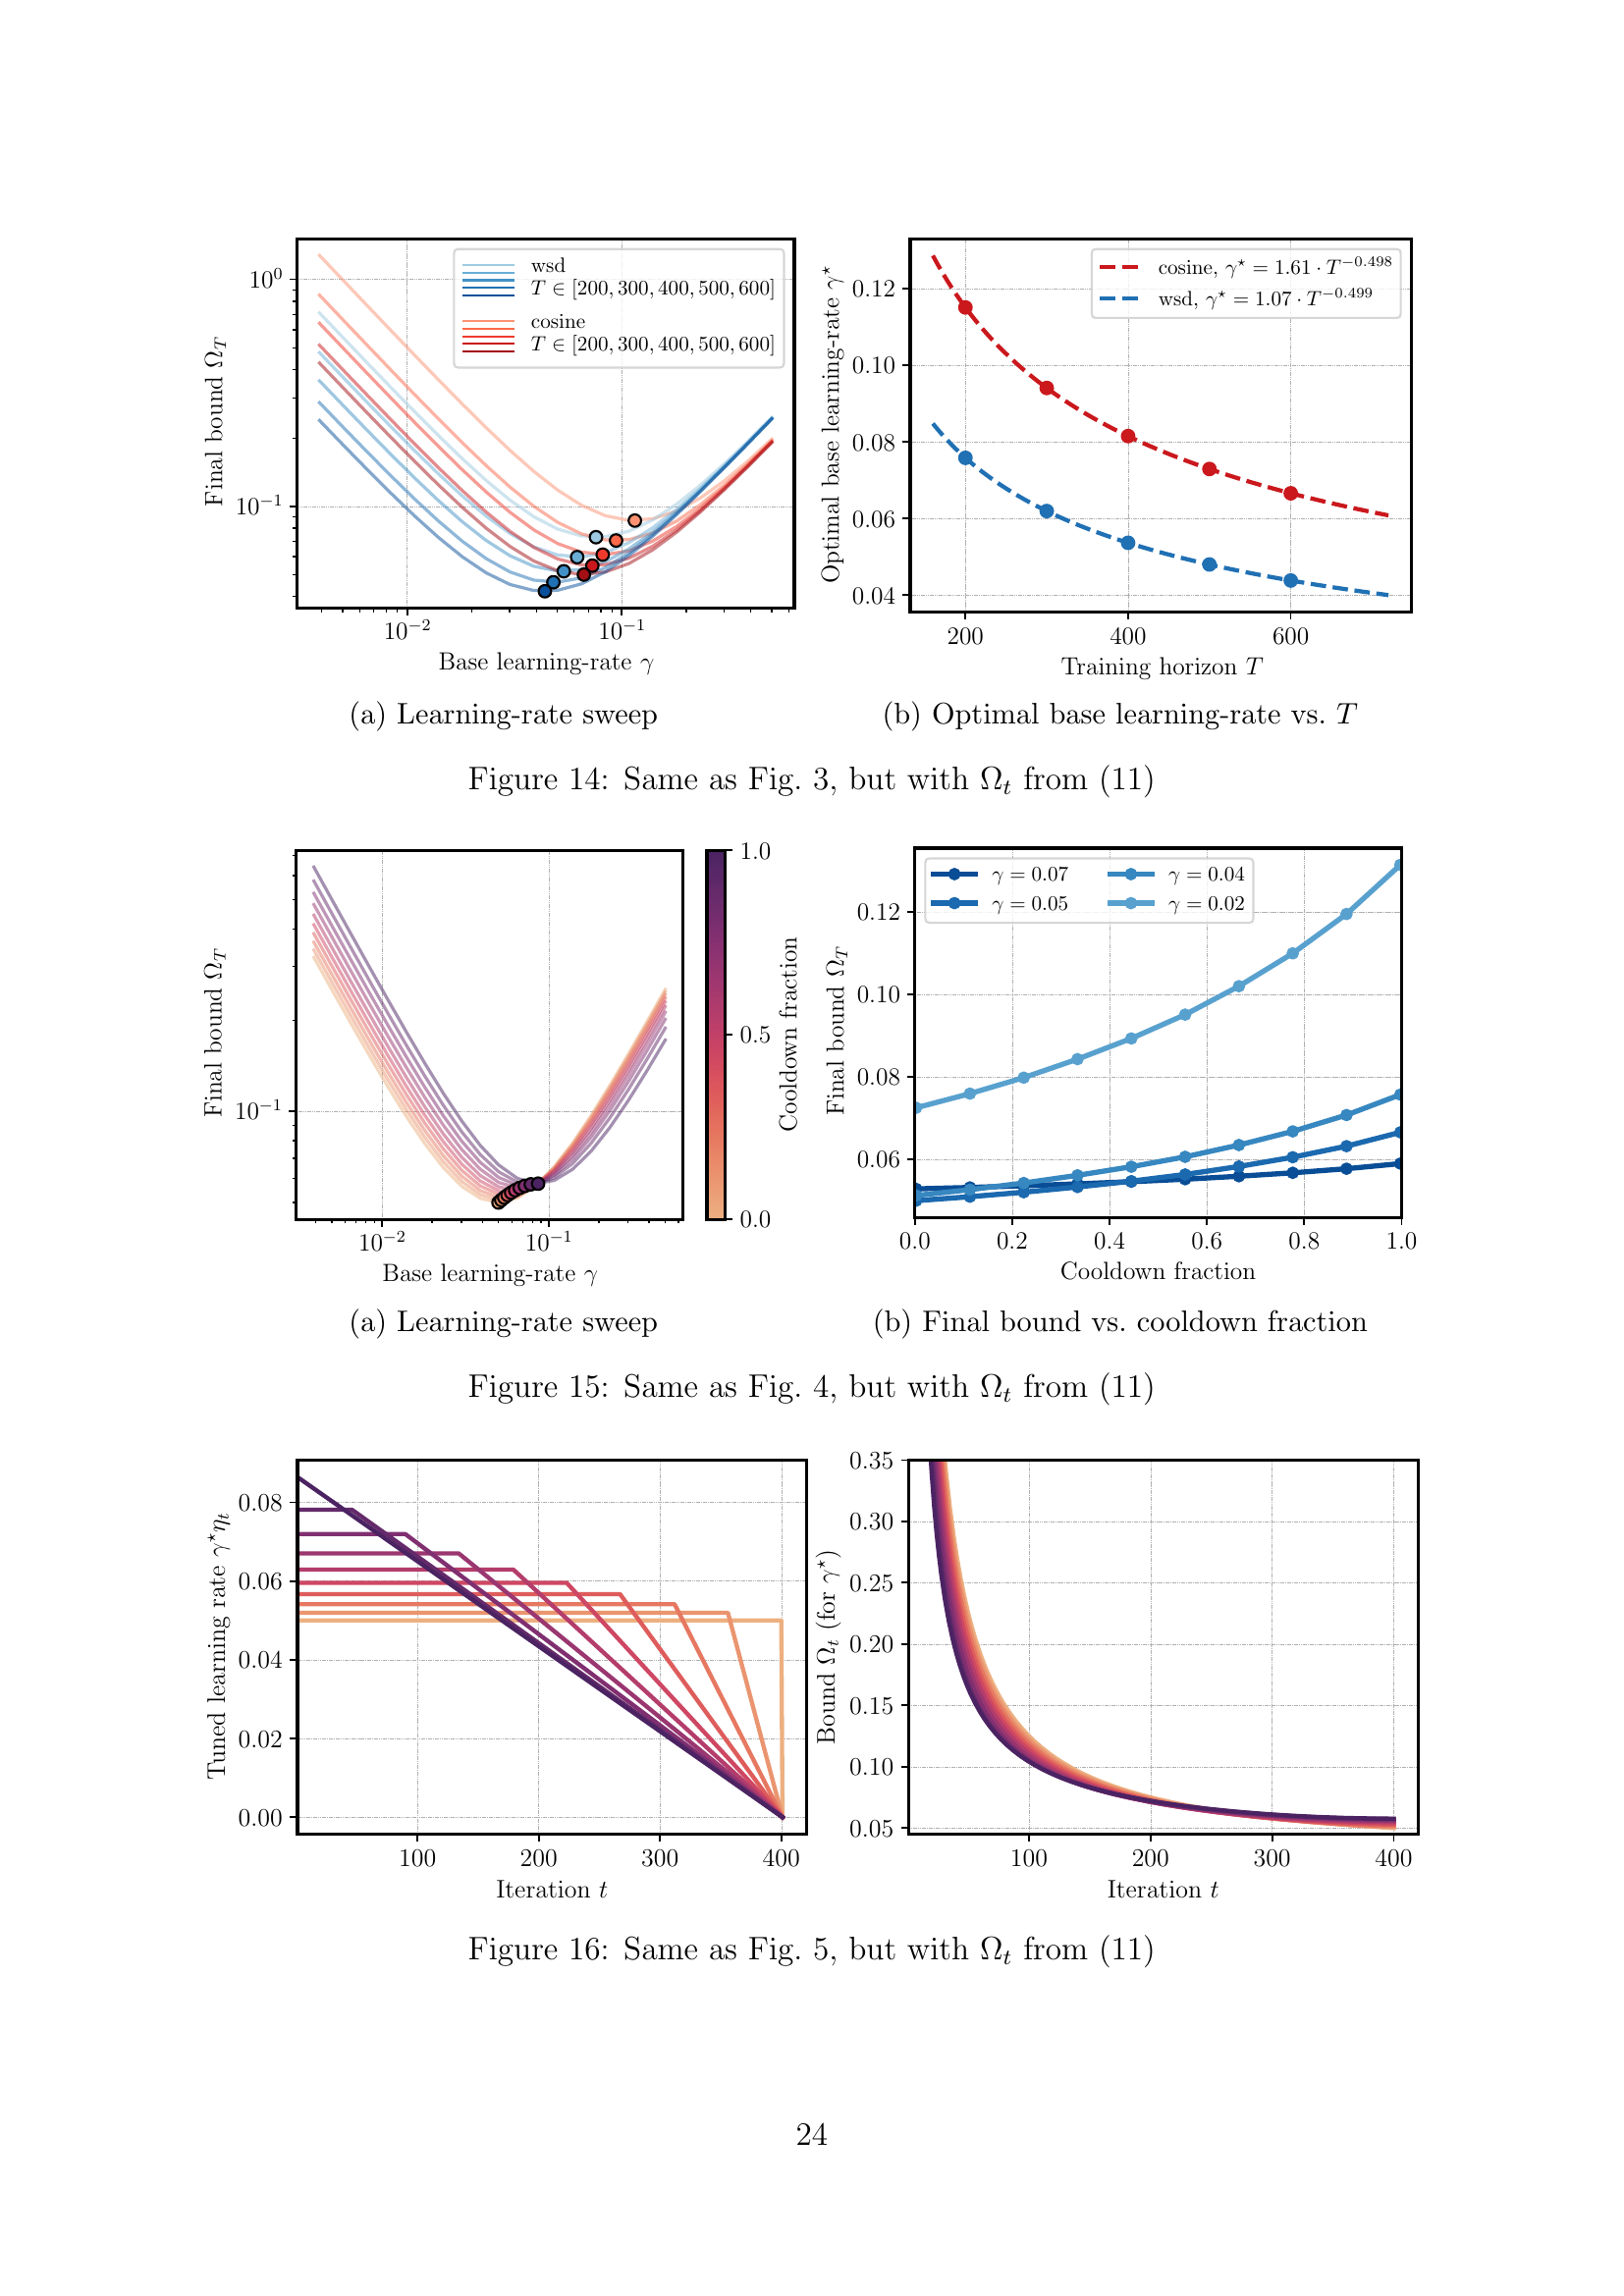 10⁰
10⁻¹
Final bound Ω_T
wsd
T ∈ [200, 300, 400, 500, 600]
cosine
T ∈ [200, 300, 400, 500, 600]
10⁻² 10⁻¹
Base learning-rate γ
(a) Learning-rate sweep
0.12
0.10
0.08
0.06
0.04
Optimal base learning-rate γ⋆
cosine, γ⋆ = 1.61 · T^−0.498
wsd, γ⋆ = 1.07 · T^−0.499
200 400 600
Training horizon T
(b) Optimal base learning-rate vs. T
Figure 14: Same as Fig. 3, but with Ω_t from (11)
10⁻¹
Final bound Ω_T
10⁻² 10⁻¹
Base learning-rate γ
1.0
0.5
0.0
Cooldown fraction
(a) Learning-rate sweep
0.12
0.10
0.08
0.06
Final bound Ω_T
γ = 0.07 γ = 0.04
γ = 0.05 γ = 0.02
0.0 0.2 0.4 0.6 0.8 1.0
Cooldown fraction
(b) Final bound vs. cooldown fraction
Figure 15: Same as Fig. 4, but with Ω_t from (11)
0.08
0.06
0.04
0.02
0.00
Tuned learning rate γ⋆η_t
100 200 300 400
Iteration t
0.35
0.30
0.25
0.20
0.15
0.10
0.05
Bound Ω_t (for γ⋆)
100 200 300 400
Iteration t
Figure 16: Same as Fig. 5, but with Ω_t from (11)
24